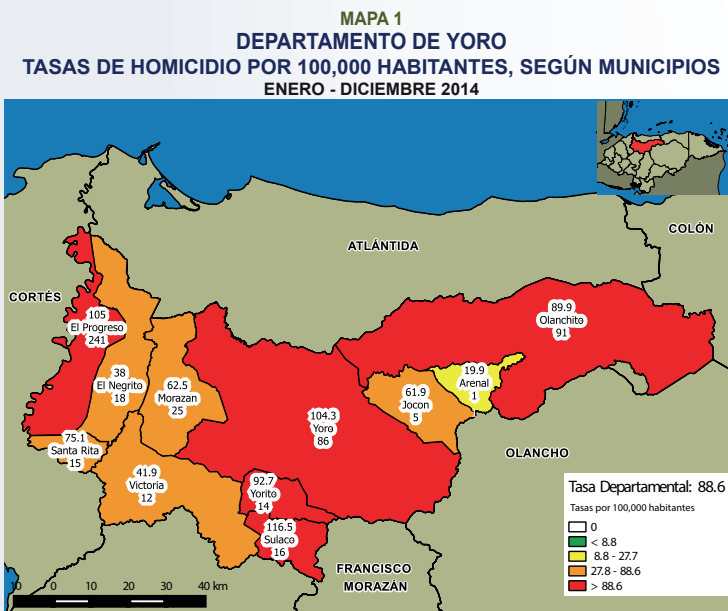 MAPA 1
DEPARTAMENTO DE YORO
TASAS DE HOMICIDIO POR 100,000 HABITANTES, SEGÚN MUNICIPIOS
ENERO - DICIEMBRE 2014
COLÓN
ATLÁNTIDA
CORTÉS
89.9
Olanchito
91
105
El Progreso
241
38
El Negrito
18
62.5
Morazan
25
19.9
Arenal
1
61.9
Jocon
5
104.3
Yoro
86
75.1
Santa Rita
15
41.9
Victoria
12
92.7
Yorito
14
116.5
Sulaco
16
OLANCHO
FRANCISCO
MORAZÁN
Tasa Departamental: 88.6
Tasas por 100,000 habitantes
0
< 8.8
8.8 - 27.7
27.8 - 88.6
> 88.6
10 0 10 20 30 40 km